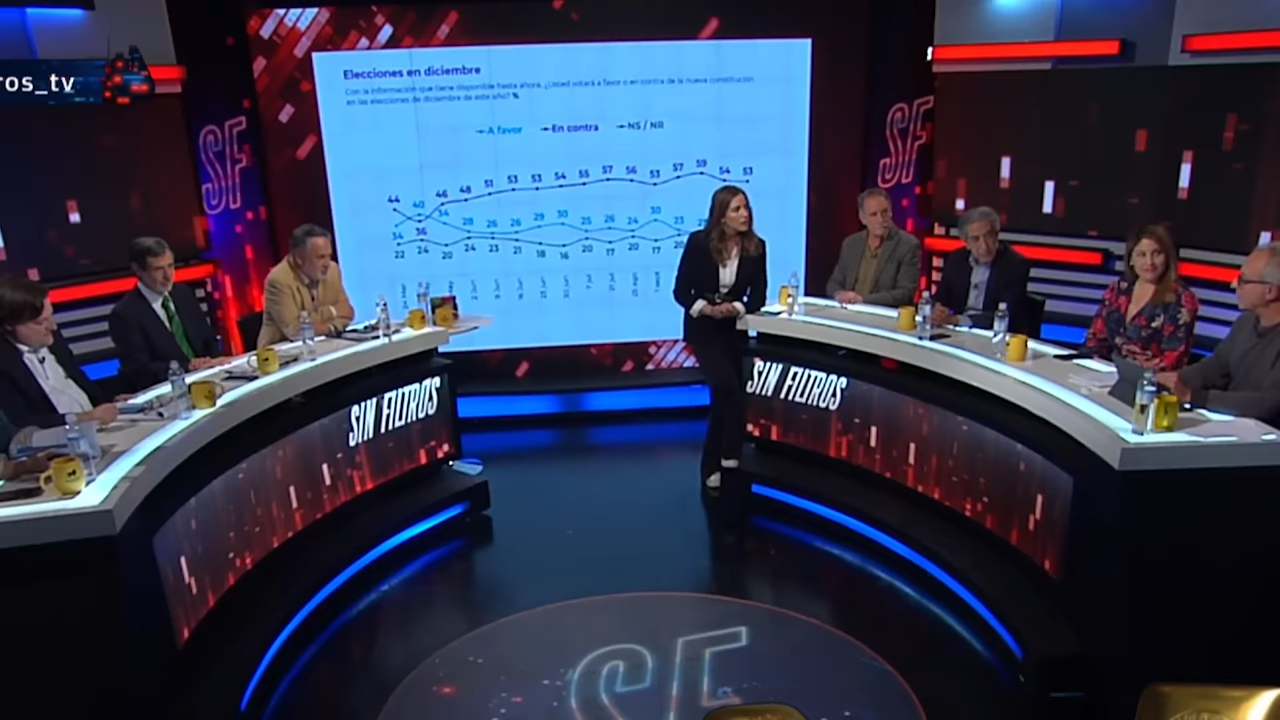 ros_tv
SF
SF
Elecciones en diciembre
Con la información que tiene disponible hasta ahora, ¿Usted votará a favor o en contra de la nueva constitución
en las elecciones de diciembre de este año? %
A favor
En contra
NS / NR
44 46 48 51 53 53 54 55 57 56 53 57 59 54 53
34 40 34 28 26 26 29 30 25 26 24 30 23
36
22 24 20 24 23 21 18 16 20 17 20 17 20
SIN FILTROS
SIN FILTROS
SF